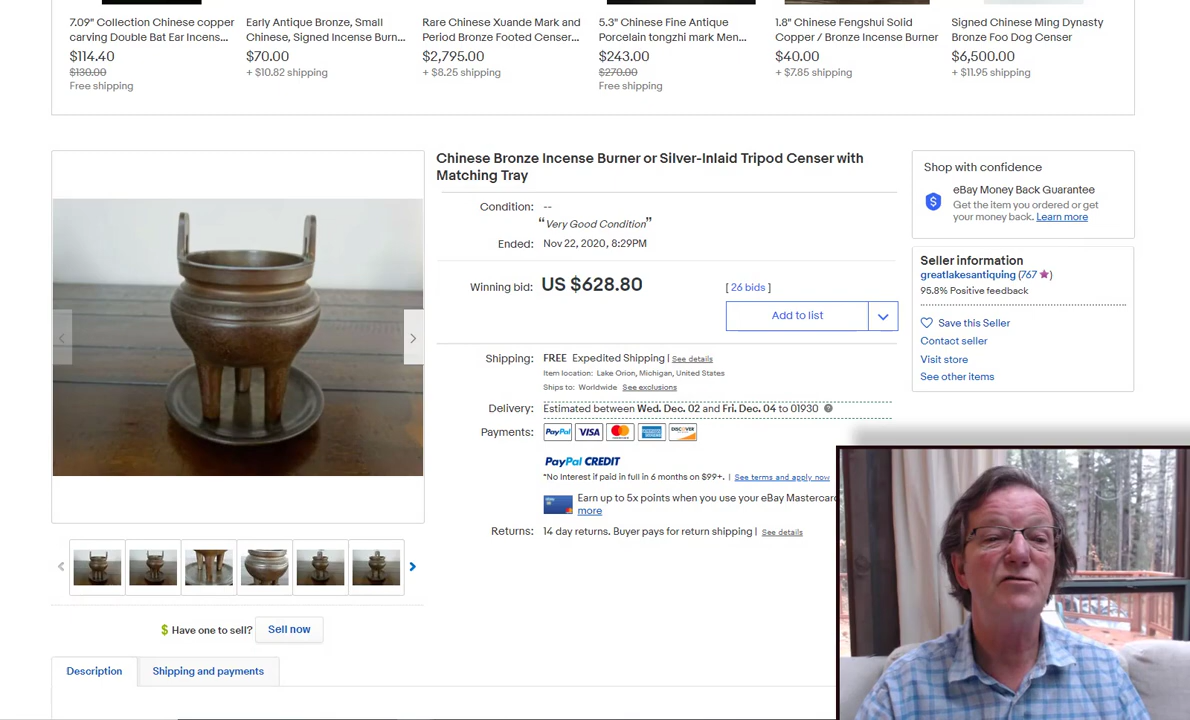 7.09" Collection Chinese copper
carving Double Bat Ear Incens...
$114.40
$130.00
Free shipping
Early Antique Bronze, Small
Chinese, Signed Incense Burn...
$70.00
+ $10.82 shipping
Rare Chinese Xuande Mark and
Period Bronze Footed Censer...
$2,795.00
+ $8.25 shipping
5.3" Chinese Fine Antique
Porcelain tongzhi mark Men...
$243.00
$270.00
Free shipping
1.8" Chinese Fengshui Solid
Copper / Bronze Incense Burner
$40.00
+ $7.85 shipping
Signed Chinese Ming Dynasty
Bronze Foo Dog Censer
$6,500.00
+ $11.95 shipping
Chinese Bronze Incense Burner or Silver-Inlaid Tripod Censer with
Matching Tray
Condition: --
“Very Good Condition”
Ended: Nov 22, 2020, 8:29PM
Winning bid: US $628.80 [ 26 bids ]
Add to list
Shipping: FREE Expedited Shipping | See details
Item location: Lake Orion, Michigan, United States
Ships to: Worldwide See exclusions
Delivery: Estimated between Wed. Dec. 02 and Fri. Dec. 04 to 01930
Payments: PayPal VISA MasterCard AMERICAN EXPRESS DISCOVER
PayPal CREDIT
*No Interest if paid in full in 6 months on $99+. | See terms and apply now
Earn up to 5x points when you use your eBay Mastercard
more
Returns: 14 day returns. Buyer pays for return shipping | See details
Shop with confidence
eBay Money Back Guarantee
Get the item you ordered or get
your money back. Learn more
Seller information
greatlakesantiquing (767)
95.8% Positive feedback
Save this Seller
Contact seller
Visit store
See other items
$ Have one to sell? Sell now
Description
Shipping and payments